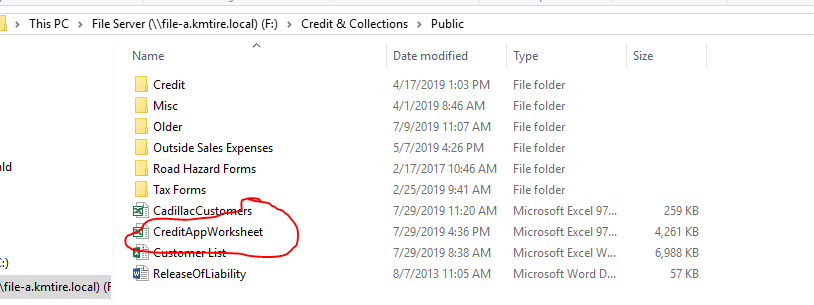 This PC > File Server (\\file-a.kmtire.local) (F:) > Credit & Collections > Public
Name Date modified Type Size
Credit 4/17/2019 1:03 PM File folder
Misc 4/1/2019 8:46 AM File folder
Older 7/9/2019 11:07 AM File folder
Outside Sales Expenses 5/7/2019 4:26 PM File folder
Road Hazard Forms 2/17/2017 10:46 AM File folder
ald
Tax Forms 2/25/2019 9:41 AM File folder
CadillacCustomers 7/29/2019 11:20 AM Microsoft Excel 97... 259 KB
CreditAppWorksheet 7/29/2019 4:36 PM Microsoft Excel 97... 4,261 KB
Customer List 7/29/2019 8:38 AM Microsoft Excel W... 6,988 KB
:)
ReleaseOfLiability 8/7/2013 11:05 AM Microsoft Word D... 57 KB
\file-a.kmtire.local) (F